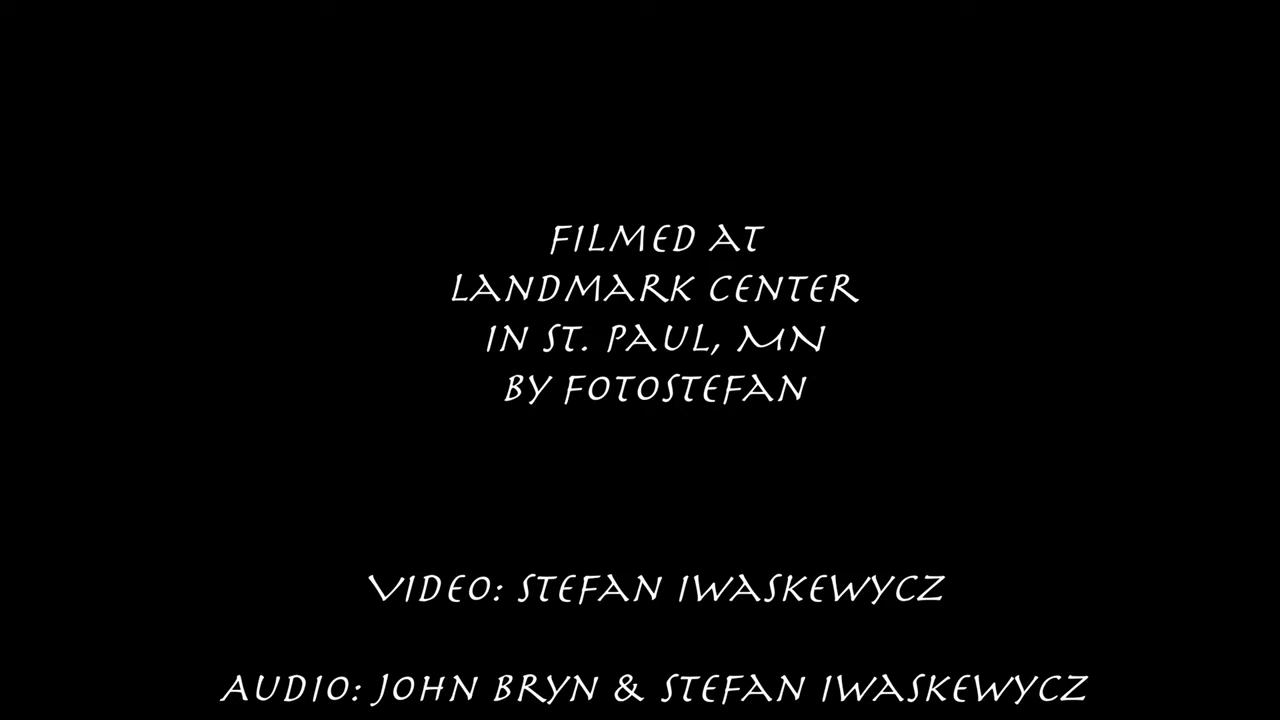 FILMED AT
LANDMARK CENTER
IN ST. PAUL, MN
BY FOTOSTEFAN
VIDEO: STEFAN IWASKEWYCZ
AUDIO: JOHN BRYN & STEFAN IWASKEWYCZ